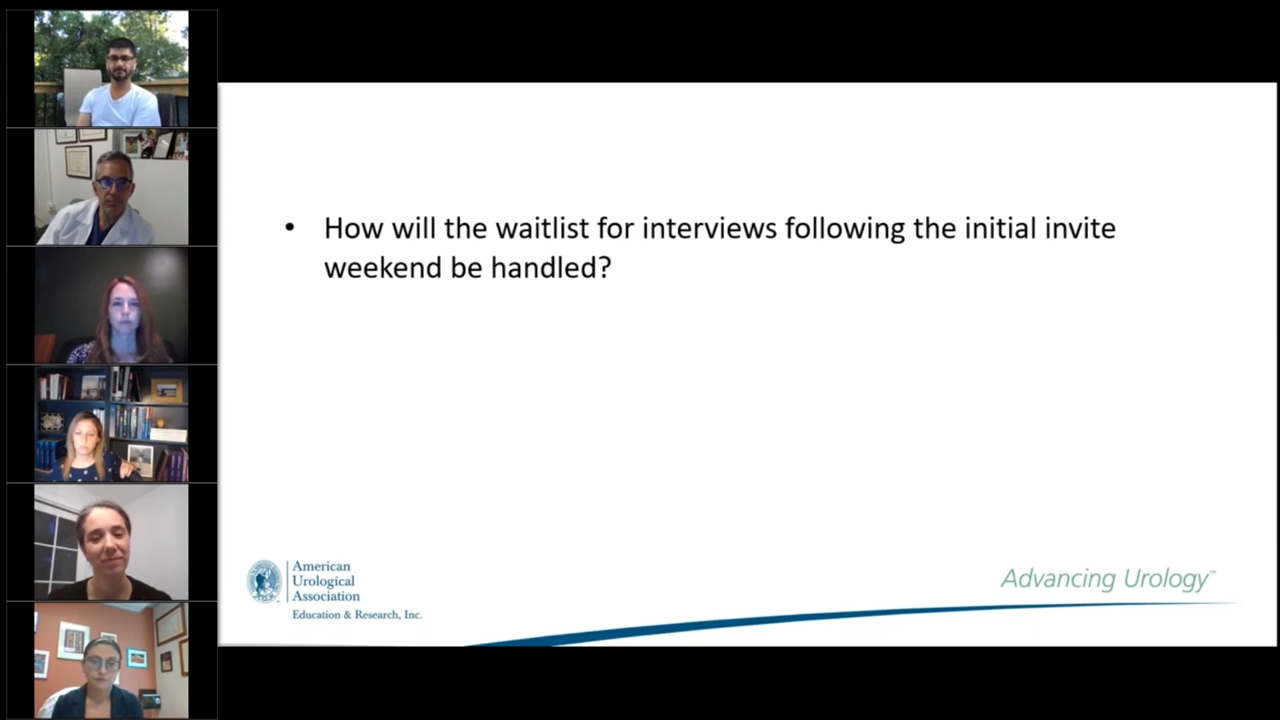 • How will the waitlist for interviews following the initial invite
weekend be handled?
American
Urological
Association
Education & Research, Inc.
Advancing Urology™